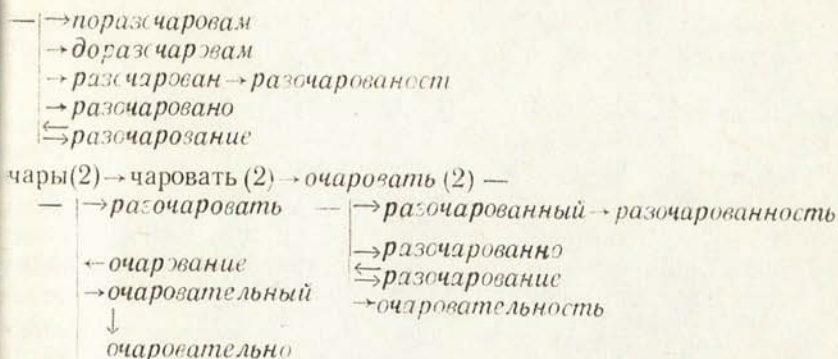 — →поразочаровам
→доразочаровам
→разочарован→разочарованост
→разочаровано
⇆разочарование
чары(2)→чаровать (2)→очаровать (2) —
— →разочаровать — →разочарованный→разочарованность
→разочарованно
←очарование ⇆разочарование
→очаровательный →очаровательность
↓
очаровательно